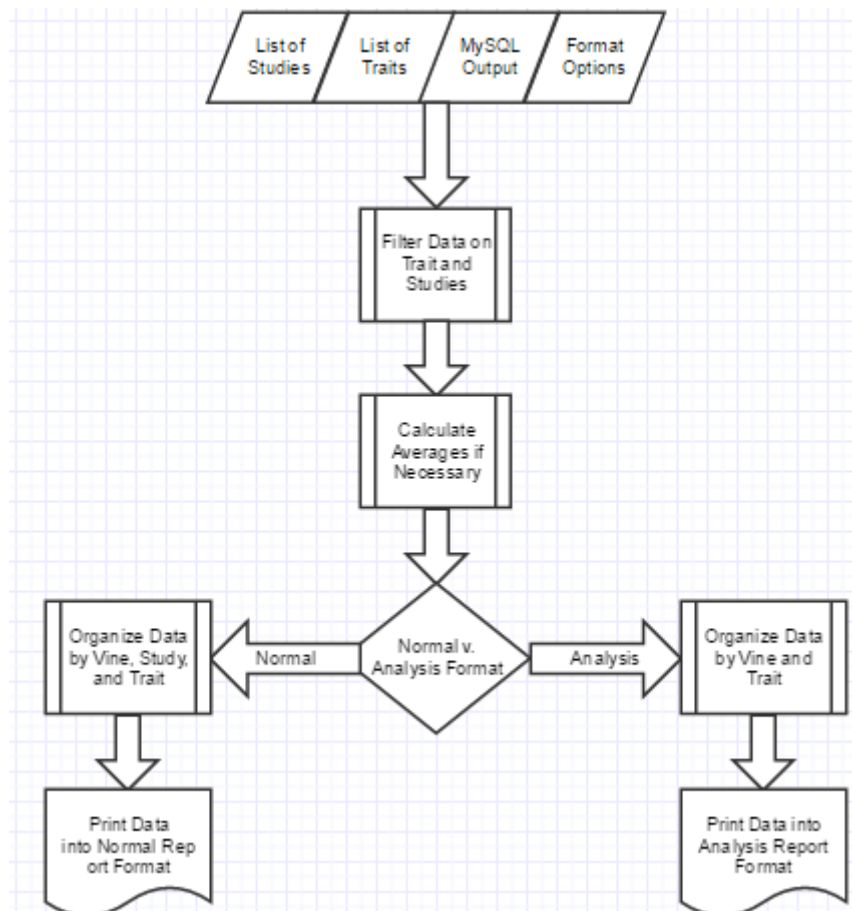 List of
Studies
List of
Traits
MySQL
Output
Format
Options
Filter Data on
Trait and
Studies
Calculate
Averages if
Necessary
Normal v.
Analysis Format
Normal
Analysis
Organize Data
by Vine, Study,
and Trait
Organize Data
by Vine and
Trait
Print Data
into Normal Rep
ort Format
Print Data into
Analysis Report
Format